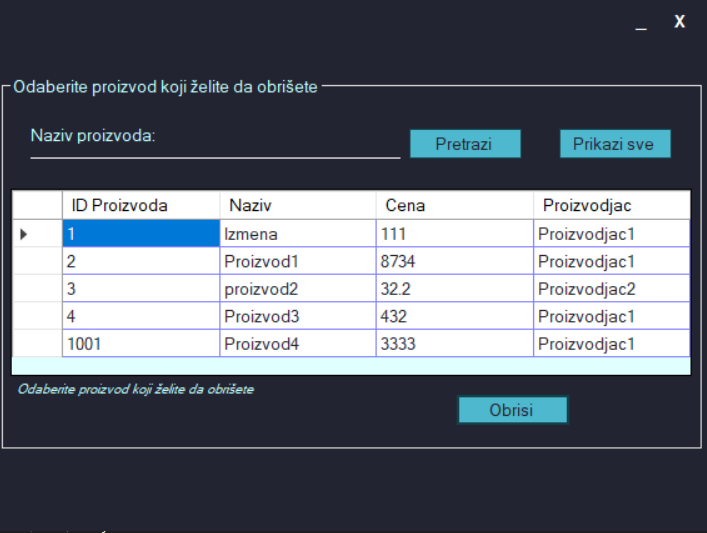 _ X
Odaberite proizvod koji želite da obrišete
Naziv proizvoda:
Pretrazi
Prikazi sve
ID Proizvoda Naziv Cena Proizvodjac
1 Izmena 111 Proizvodjac1
2 Proizvod1 8734 Proizvodjac1
3 proizvod2 32.2 Proizvodjac2
4 Proizvod3 432 Proizvodjac1
1001 Proizvod4 3333 Proizvodjac1
Odaberite proizvod koji želite da obrišete
Obrisi